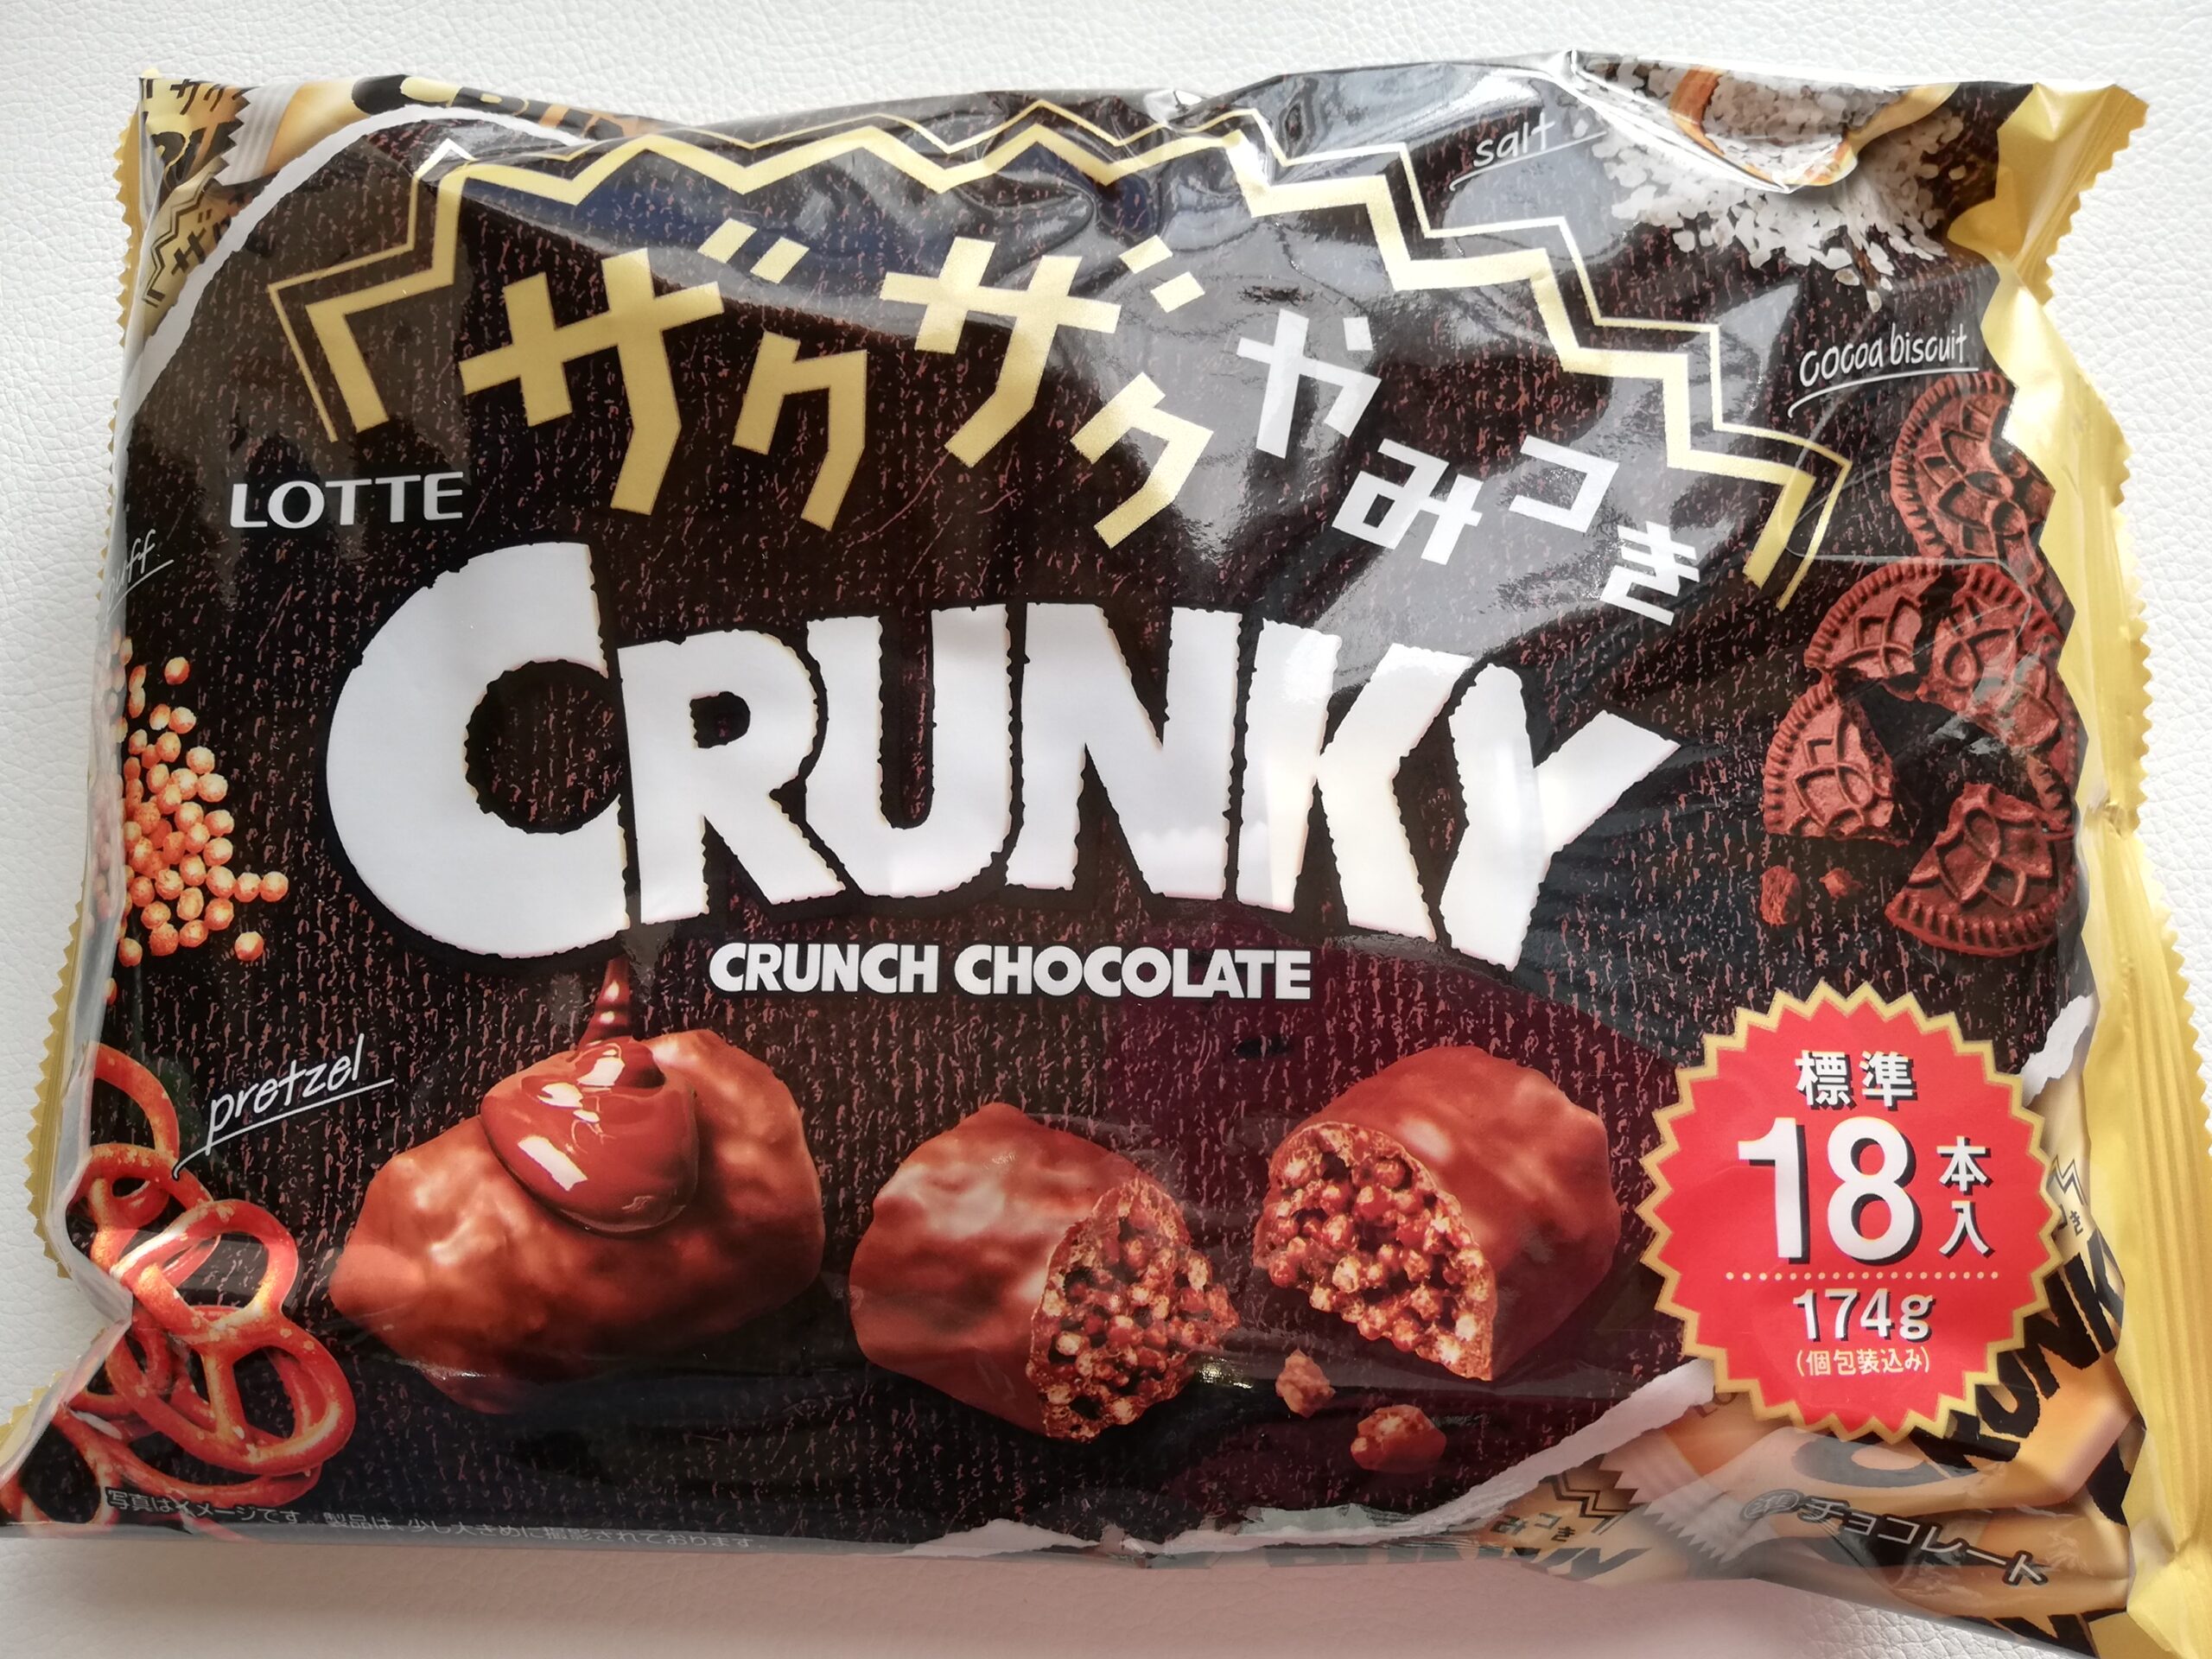 salt
ザクザクやみつき
cocoa biscuit
LOTTE
CRUNKY
CRUNCH CHOCOLATE
pretzel
標準
18本入
174g
(個包装込み)
写真はイメージです。製品は、少し大きめに撮影されております。
チョコレート